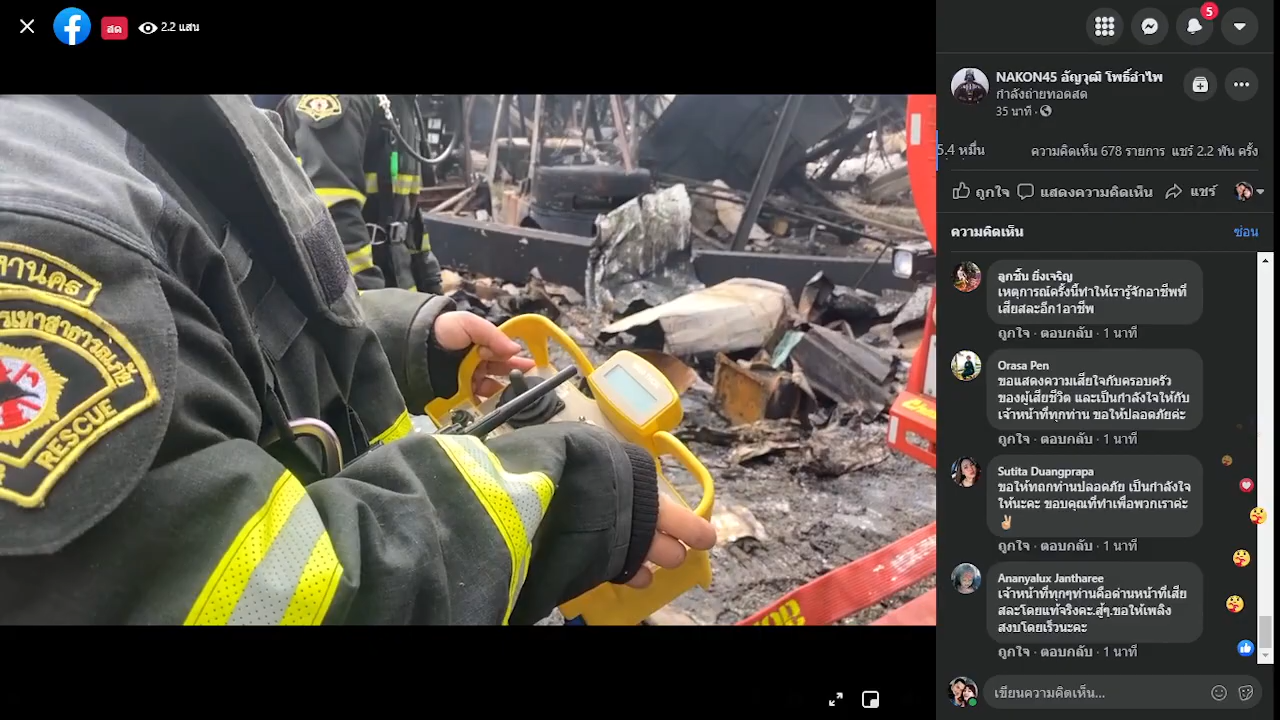 สด
2.2 แสน
5
NAKON45 อัญวุฒิ โพธิ์อำไพ
กำลังถ่ายทอดสด
35 นาที ·
5.4 หมื่น
ความคิดเห็น 678 รายการ แชร์ 2.2 พัน ครั้ง
ถูกใจ
แสดงความคิดเห็น
แชร์
ความคิดเห็น
ซ่อน
ลูกชิ้น ยิ่งเจริญ
เหตุการณ์ครั้งนี้ทำให้เรารู้จักอาชีพที่
เสียสละอีก1อาชีพ
ถูกใจ · ตอบกลับ · 1 นาที
Orasa Pen
ขอแสดงความเสียใจกับครอบครัว
ของผู้เสียชีวิต และเป็นกำลังใจให้กับ
เจ้าหน้าที่ทุกท่าน ขอให้ปลอดภัยค่ะ
ถูกใจ · ตอบกลับ · 1 นาที
Sutita Duangprapa
ขอให้ทถกท่านปลอดภัย เป็นกำลังใจ
ให้นะคะ ขอบคุณที่ทำเพื่อพวกเราค่ะ
✌🏻
ถูกใจ · ตอบกลับ · 1 นาที
Ananyalux Jantharee
เจ้าหน้าที่ทุกๆท่านคือด่านหน้าที่เสีย
สละโดยแท้จริงคะ.สู้ๆ.ขอให้เพลิง
สงบโดยเร็วนะคะ
ถูกใจ · ตอบกลับ · 1 นาที
เขียนความคิดเห็น...
RESCUE